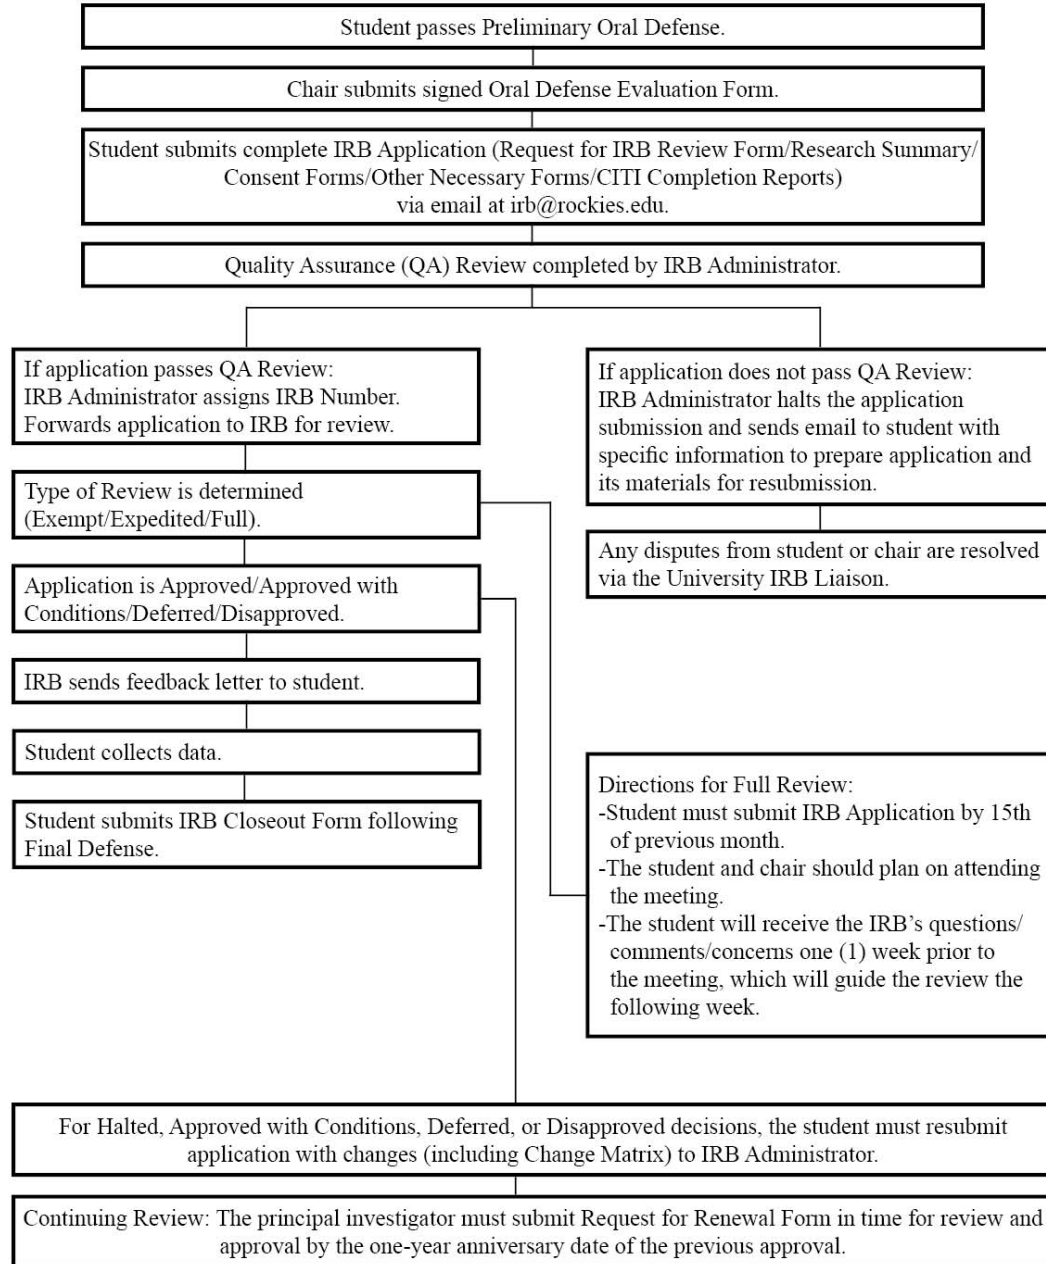 Student passes Preliminary Oral Defense.
Chair submits signed Oral Defense Evaluation Form.
Student submits complete IRB Application (Request for IRB Review Form/Research Summary/
Consent Forms/Other Necessary Forms/CITI Completion Reports)
via email at irb@rockies.edu.
Quality Assurance (QA) Review completed by IRB Administrator.
If application passes QA Review:
IRB Administrator assigns IRB Number.
Forwards application to IRB for review.
Type of Review is determined
(Exempt/Expedited/Full).
Application is Approved/Approved with
Conditions/Deferred/Disapproved.
IRB sends feedback letter to student.
Student collects data.
Student submits IRB Closeout Form following
Final Defense.
If application does not pass QA Review:
IRB Administrator halts the application
submission and sends email to student with
specific information to prepare application and
its materials for resubmission.
Any disputes from student or chair are resolved
via the University IRB Liaison.
Directions for Full Review:
-Student must submit IRB Application by 15th
of previous month.
-The student and chair should plan on attending
the meeting.
-The student will receive the IRB’s questions/
comments/concerns one (1) week prior to
the meeting, which will guide the review the
following week.
For Halted, Approved with Conditions, Deferred, or Disapproved decisions, the student must resubmit
application with changes (including Change Matrix) to IRB Administrator.
Continuing Review: The principal investigator must submit Request for Renewal Form in time for review and
approval by the one-year anniversary date of the previous approval.